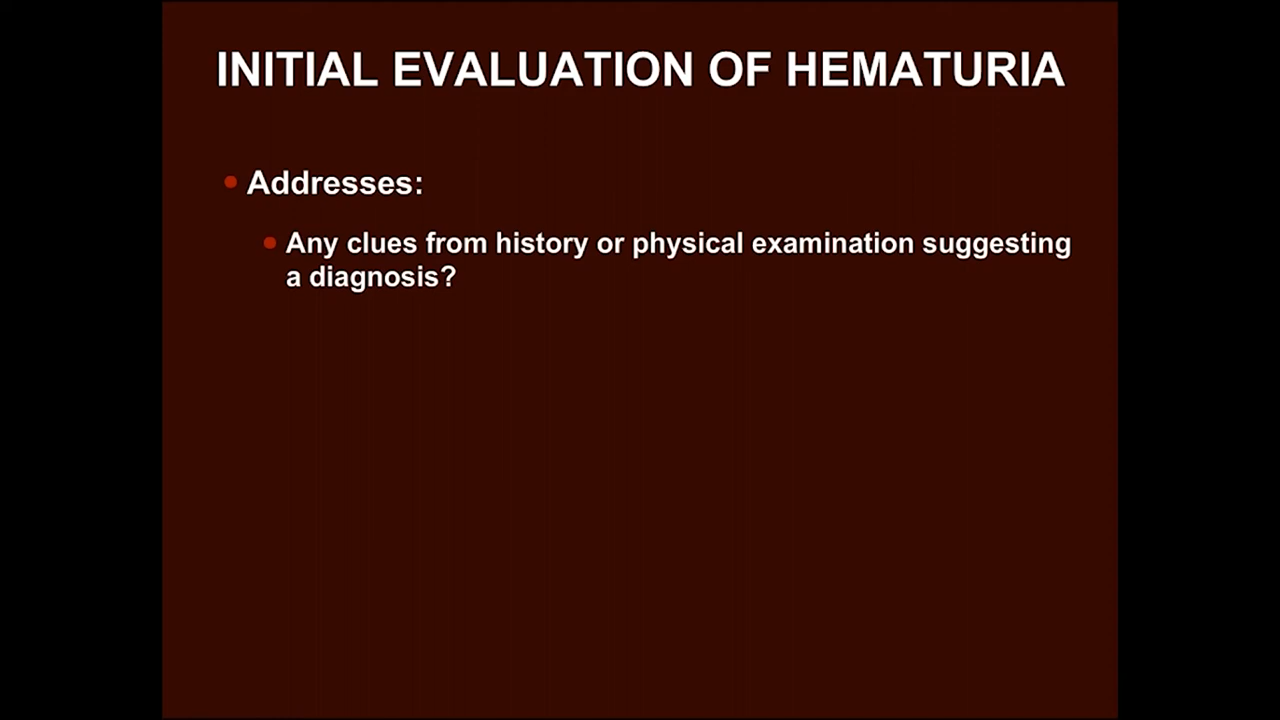 INITIAL EVALUATION OF HEMATURIA
Addresses:
Any clues from history or physical examination suggesting
a diagnosis?